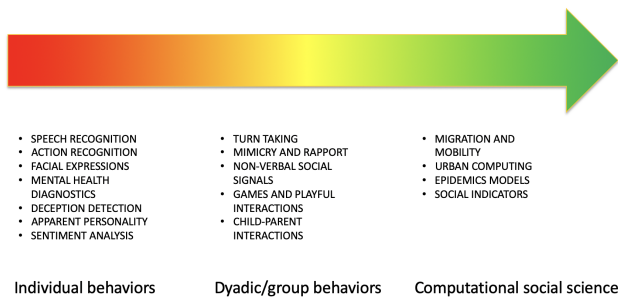 • SPEECH RECOGNITION
• ACTION RECOGNITION
• FACIAL EXPRESSIONS
• MENTAL HEALTH
DIAGNOSTICS
• DECEPTION DETECTION
• APPARENT PERSONALITY
• SENTIMENT ANALYSIS
Individual behaviors
• TURN TAKING
• MIMICRY AND RAPPORT
• NON-VERBAL SOCIAL
SIGNALS
• GAMES AND PLAYFUL
INTERACTIONS
• CHILD-PARENT
INTERACTIONS
Dyadic/group behaviors
• MIGRATION AND
MOBILITY
• URBAN COMPUTING
• EPIDEMICS MODELS
• SOCIAL INDICATORS
Computational social science